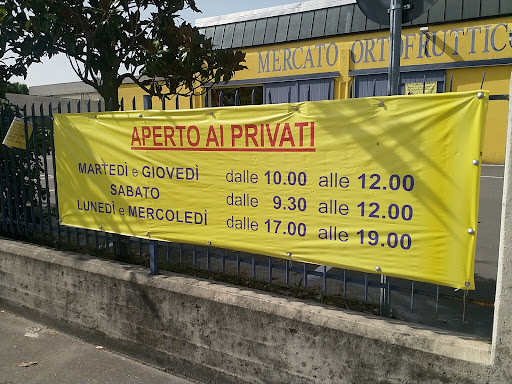 MERCATO ORTOFRUTTIC
APERTO AI PRIVATI
MARTEDÌ e GIOVEDÌ dalle 10.00 alle 12.00
SABATO dalle 9.30 alle 12.00
LUNEDÌ e MERCOLEDÌ dalle 17.00 alle 19.00